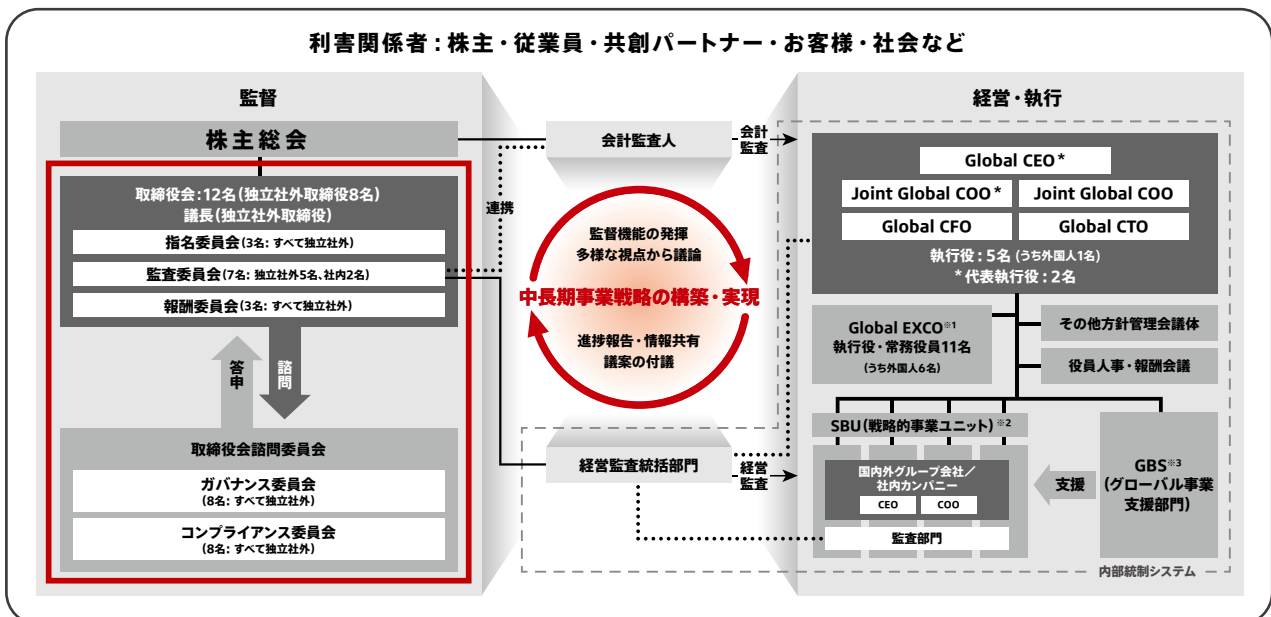 利害関係者：株主・従業員・共創パートナー・お客様・社会など
監督
株主総会
取締役会：12名（独立社外取締役8名）
議長（独立社外取締役）
指名委員会（3名：すべて独立社外）
監査委員会（7名：独立社外5名、社内2名）
報酬委員会（3名：すべて独立社外）
答申
諮問
取締役会諮問委員会
ガバナンス委員会
（8名：すべて独立社外）
コンプライアンス委員会
（8名：すべて独立社外）
会計監査人
会計
監査
連携
監督機能の発揮
多様な視点から議論
中長期事業戦略の構築・実現
進捗報告・情報共有
議案の付議
経営監査統括部門
経営
監査
経営・執行
Global CEO*
Joint Global COO*
Joint Global COO
Global CFO
Global CTO
執行役：5名（うち外国人1名）
*代表執行役：2名
Global EXCO※1
執行役・常務役員11名
（うち外国人6名）
その他方針管理会議体
役員人事・報酬会議
SBU（戦略的事業ユニット）※2
国内外グループ会社／
社内カンパニー
CEO
COO
監査部門
支援
GBS※3
（グローバル事業
支援部門）
内部統制システム